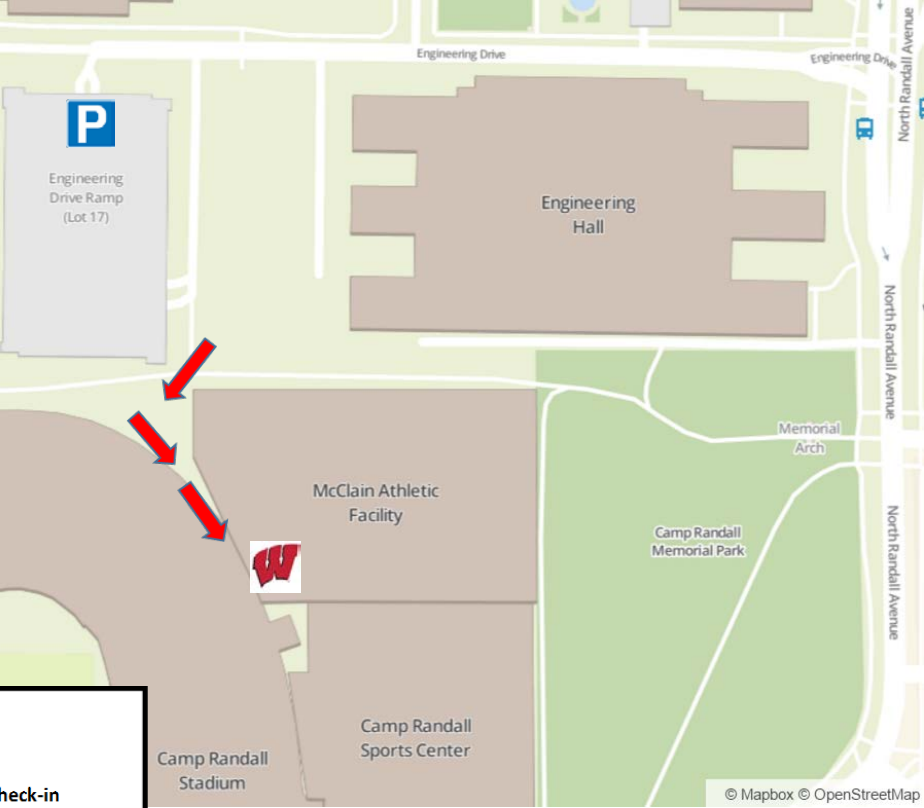 Engineering Drive
Engineering Drive
North Randall Avenue
P
Engineering
Drive Ramp
(Lot 17)
Engineering
Hall
North Randall Avenue
Memorial
Arch
McClain Athletic
Facility
Camp Randall
Memorial Park
North Randall Avenue
W
Camp Randall
Sports Center
Camp Randall
Stadium
heck-in
© Mapbox © OpenStreetMap